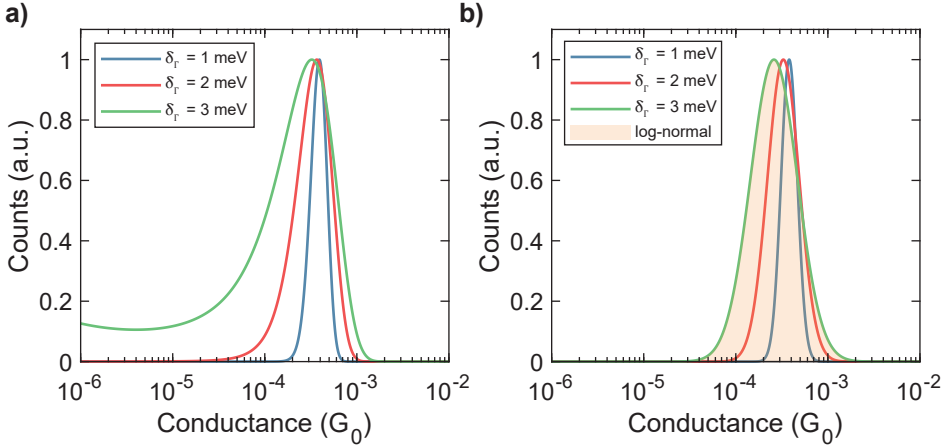 a)
δΓ = 1 meV
δΓ = 2 meV
δΓ = 3 meV
Counts (a.u.)
1
0.8
0.6
0.4
0.2
0
10-6
10-5
10-4
10-3
10-2
Conductance (G0)
b)
δΓ = 1 meV
δΓ = 2 meV
δΓ = 3 meV
log-normal
Counts (a.u.)
1
0.8
0.6
0.4
0.2
0
10-6
10-5
10-4
10-3
10-2
Conductance (G0)